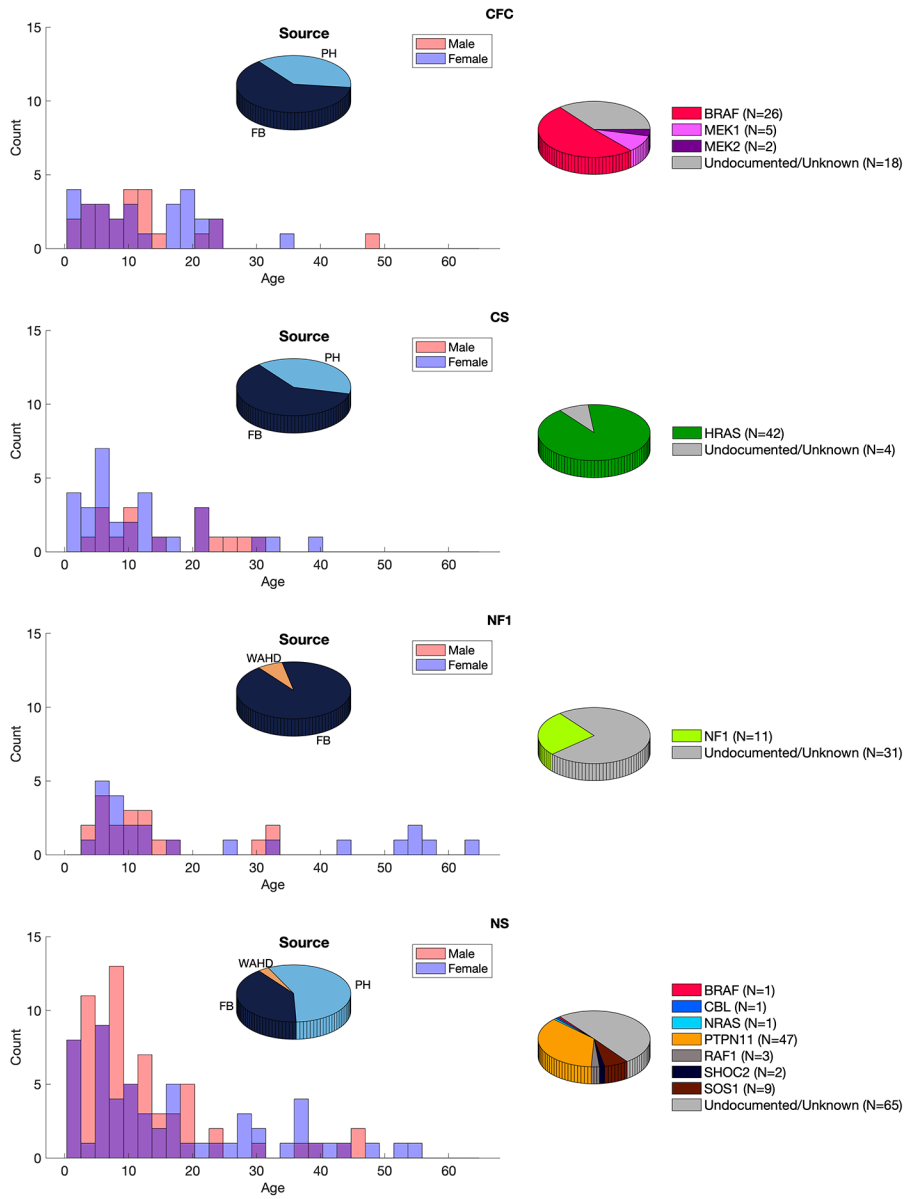 CFC
15
10
5
0
Count
0 10 20 30 40 50 60
Age
Source
PH
FB
Male
Female
BRAF (N=26)
MEK1 (N=5)
MEK2 (N=2)
Undocumented/Unknown (N=18)
CS
15
10
5
0
Count
0 10 20 30 40 50 60
Age
Source
PH
FB
Male
Female
HRAS (N=42)
Undocumented/Unknown (N=4)
NF1
15
10
5
0
Count
0 10 20 30 40 50 60
Age
Source
WAHD
FB
Male
Female
NF1 (N=11)
Undocumented/Unknown (N=31)
NS
15
10
5
0
Count
0 10 20 30 40 50 60
Age
Source
WAHD
FB
PH
Male
Female
BRAF (N=1)
CBL (N=1)
NRAS (N=1)
PTPN11 (N=47)
RAF1 (N=3)
SHOC2 (N=2)
SOS1 (N=9)
Undocumented/Unknown (N=65)